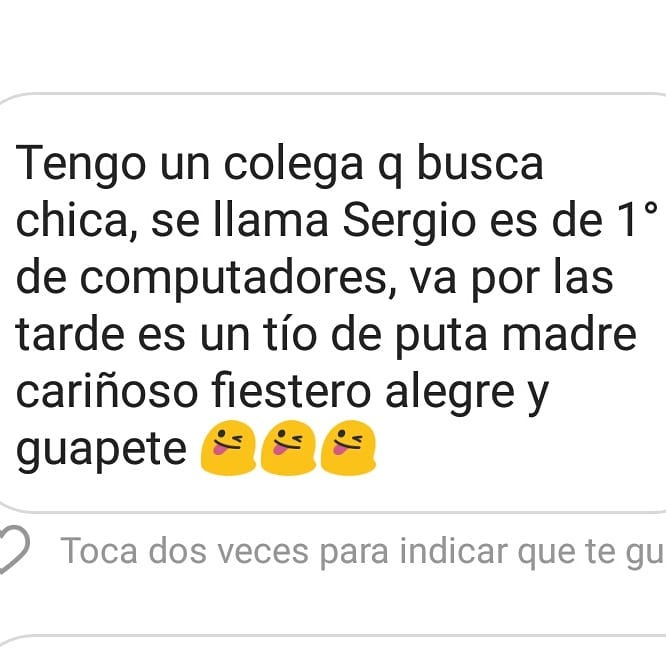 Tengo un colega q busca
chica, se llama Sergio es de 1°
de computadores, va por las
tarde es un tío de puta madre
cariñoso fiestero alegre y
guapete 😜😜😜
Toca dos veces para indicar que te gu